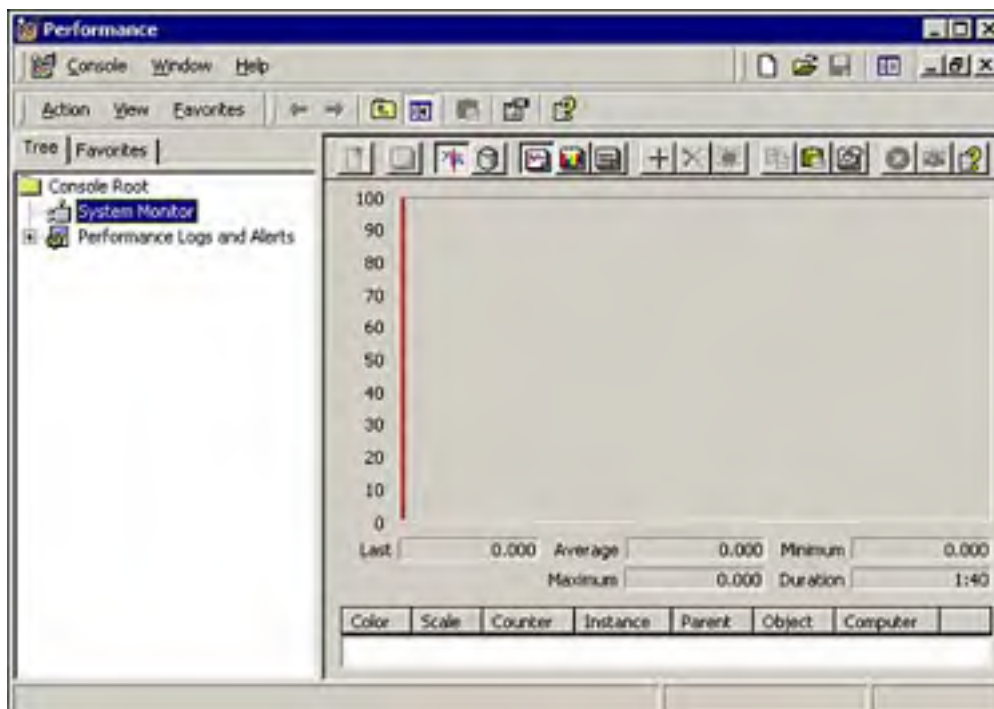 Performance
Console Window Help
Action View Favorites
Tree Favorites
Console Root
System Monitor
Performance Logs and Alerts
100
90
80
70
60
50
40
30
20
10
0
Last 0.000 Average 0.000 Minimum 0.000
Maximum 0.000 Duration 1:40
Color Scale Counter Instance Parent Object Computer